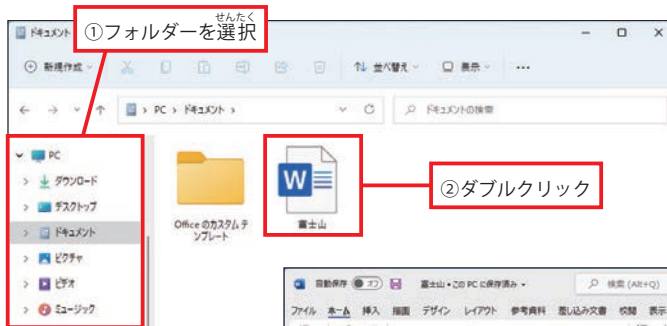 ドキュメント
①フォルダーを選択
せんたく
新規作成
並べ替え
表示
PC > ドキュメント >
ドキュメントの検索
PC
ダウンロード
デスクトップ
ドキュメント
ピクチャ
ビデオ
ミュージック
Office のカスタム テ
ンプレート
W
富士山
②ダブルクリック
自動保存 オフ 富士山 • この PC に保存済み
検索 (Alt+Q)
ファイル ホーム 挿入 描画 デザイン レイアウト 参考資料 差し込み文書 校閲 表示